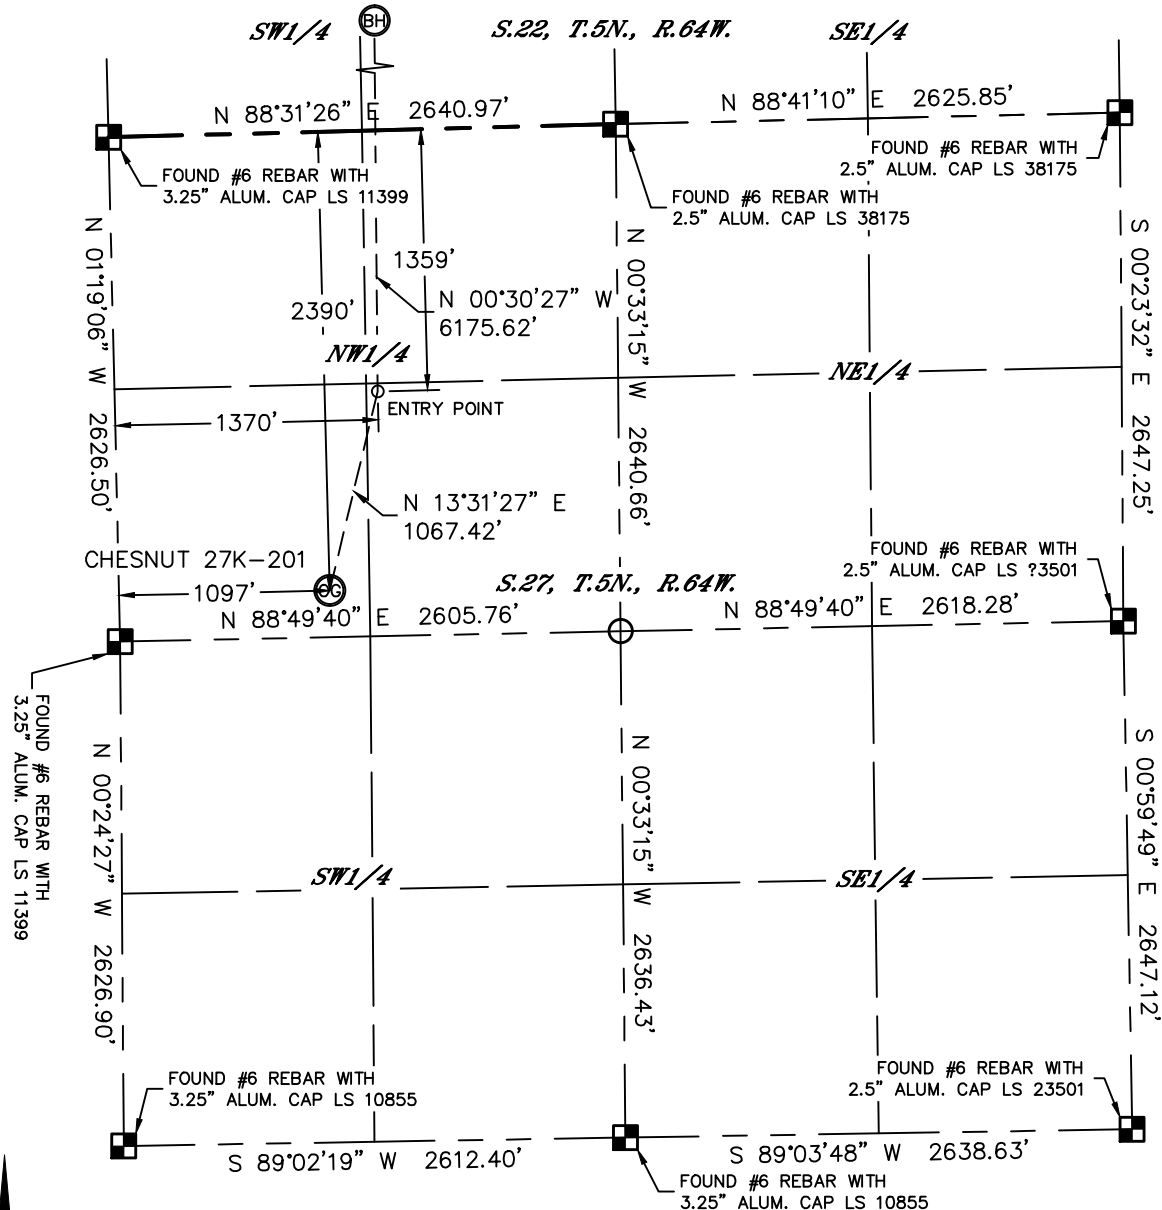 BH
SW1/4
S.22, T.5N., R.64W.
SE1/4
N 88°31'26" E 2640.97'
N 88°41'10" E 2625.85'
FOUND #6 REBAR WITH
3.25" ALUM. CAP LS 11399
FOUND #6 REBAR WITH
2.5" ALUM. CAP LS 38175
FOUND #6 REBAR WITH
2.5" ALUM. CAP LS 38175
N 01°19'06" W 2626.50'
N 00°33'15" W 2640.66'
S 00°23'32" E 2647.25'
1359'
2390'
N 00°30'27" W
6175.62'
NW1/4
NE1/4
ENTRY POINT
1370'
N 13°31'27" E
1067.42'
CHESNUT 27K-201
1097'
S.27, T.5N., R.64W.
FOUND #6 REBAR WITH
2.5" ALUM. CAP LS ?3501
N 88°49'40" E 2605.76'
N 88°49'40" E 2618.28'
FOUND #6 REBAR WITH
3.25" ALUM. CAP LS 11399
N 00°24'27" W 2626.90'
N 00°33'15" W 2636.43'
S 00°59'49" E 2647.12'
SW1/4
SE1/4
FOUND #6 REBAR WITH
3.25" ALUM. CAP LS 10855
FOUND #6 REBAR WITH
2.5" ALUM. CAP LS 23501
S 89°02'19" W 2612.40'
S 89°03'48" W 2638.63'
FOUND #6 REBAR WITH
3.25" ALUM. CAP LS 10855